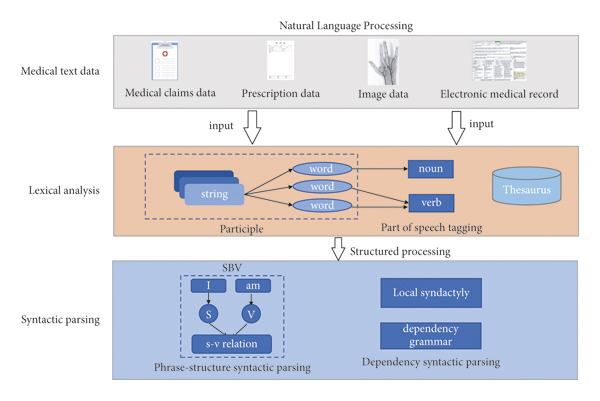 Natural Language Processing
Medical text data
Medical claims data
Prescription data
Image data
Electronic medical record
input
input
Lexical analysis
string
word
word
word
noun
verb
Thesaurus
Participle
Part of speech tagging
Structured processing
Syntactic parsing
SBV
I
am
S
V
s-v relation
Phrase-structure syntactic parsing
Local syndactyly
dependency
grammar
Dependency syntactic parsing